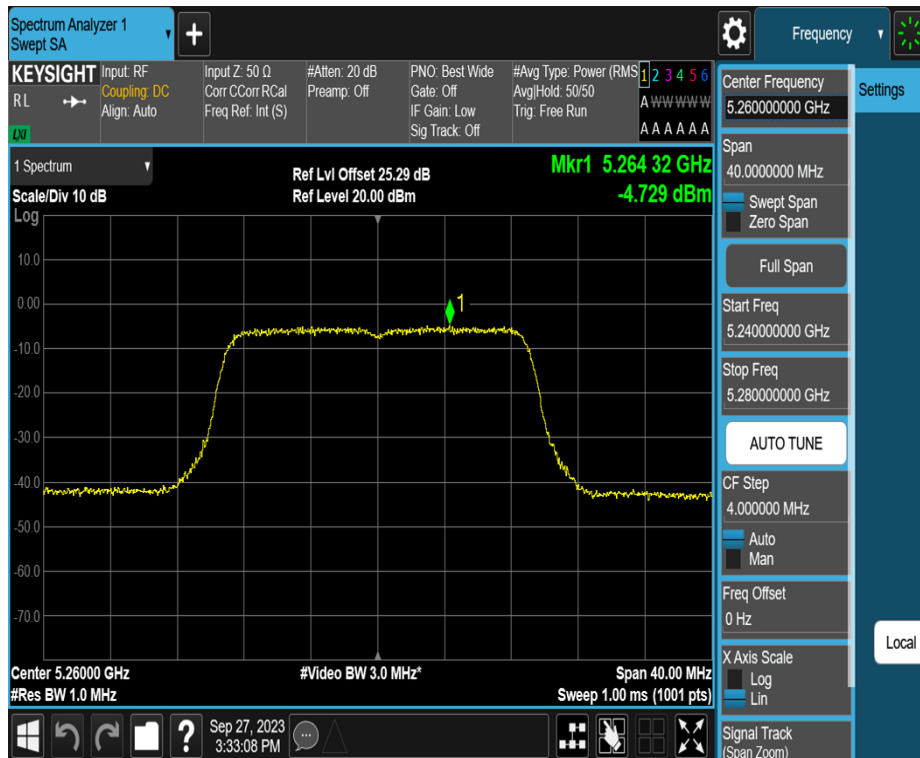 Spectrum Analyzer 1
Swept SA
+
Frequency
KEYSIGHT
RL
LXI
Input: RF
Coupling: DC
Align: Auto
Input Z: 50 Ω
Corr CCorr RCal
Freq Ref: Int (S)
#Atten: 20 dB
Preamp: Off
PNO: Best Wide
Gate: Off
IF Gain: Low
Sig Track: Off
#Avg Type: Power (RMS
Avg|Hold: 50/50
Trig: Free Run
1 2 3 4 5 6
A W W W W W
A A A A A A
1 Spectrum
Scale/Div 10 dB
Log
Ref Lvl Offset 25.29 dB
Ref Level 20.00 dBm
Mkr1 5.264 32 GHz
-4.729 dBm
10.0
0.00
-10.0
-20.0
-30.0
-40.0
-50.0
-60.0
-70.0
1
Center 5.26000 GHz
#Res BW 1.0 MHz
#Video BW 3.0 MHz*
Span 40.00 MHz
Sweep 1.00 ms (1001 pts)
?
Sep 27, 2023
3:33:08 PM
Center Frequency
5.260000000 GHz
Span
40.0000000 MHz
Swept Span
Zero Span
Full Span
Start Freq
5.240000000 GHz
Stop Freq
5.280000000 GHz
AUTO TUNE
CF Step
4.000000 MHz
Auto
Man
Freq Offset
0 Hz
X Axis Scale
Log
Lin
Signal Track
(Span Zoom)
Settings
Local